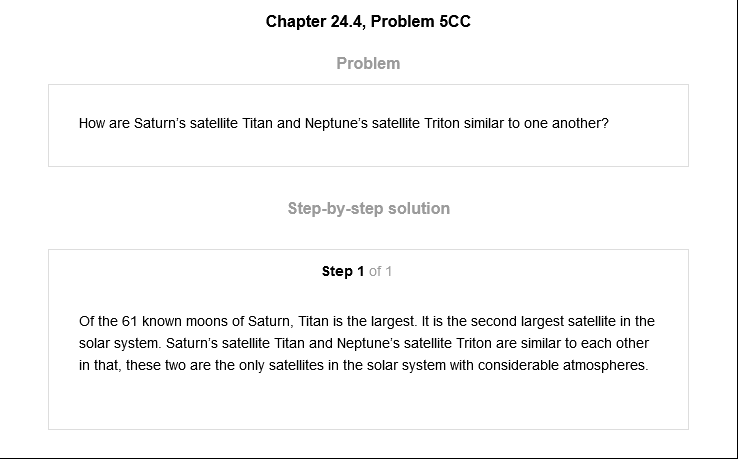 Chapter 24.4, Problem 5CC
Problem
How are Saturn's satellite Titan and Neptune's satellite Triton similar to one another?
Step-by-step solution
Step 1 of 1
Of the 61 known moons of Saturn, Titan is the largest. It is the second largest satellite in the
solar system. Saturn's satellite Titan and Neptune's satellite Triton are similar to each other
in that, these two are the only satellites in the solar system with considerable atmospheres.